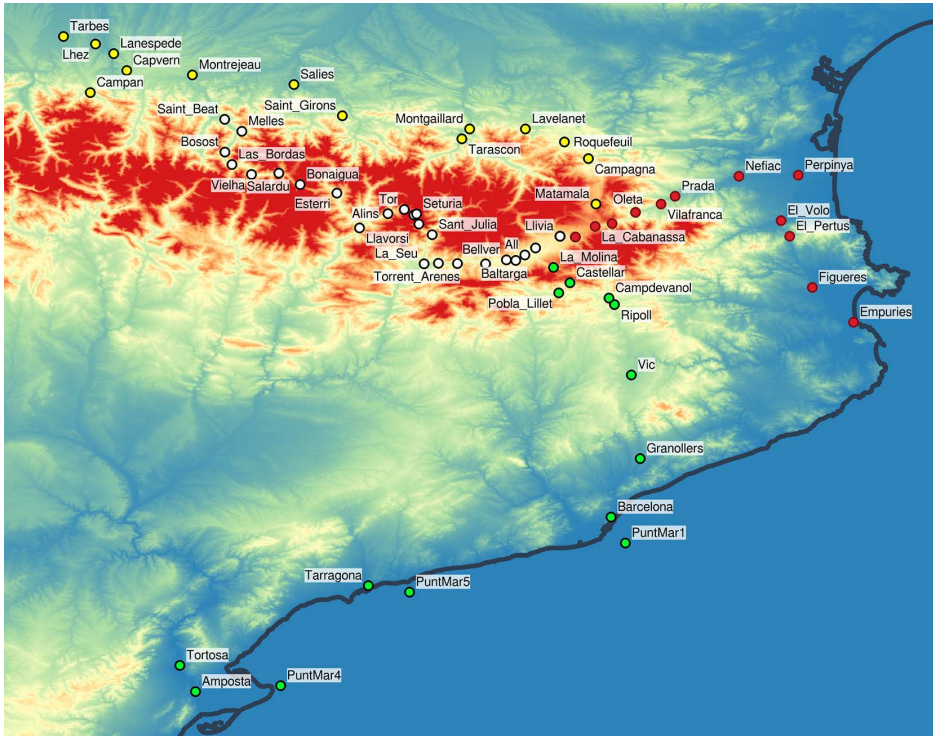 Tarbes
Lhez
Lanespede
Capvern
Campan
Montrejeau
Salies
Saint_Girons
Saint_Beat
Melles
Montgaillard
Lavelanet
Tarascon
Roquefeuil
Bosost
Las_Bordas
Campagna
Nefiac
Perpinya
Vielha
Salardu
Bonaigua
Esterri
Matamala
Oleta
Prada
Vilafranca
Alins
Tor
Seturia
El_Volo
El_Pertus
Llavorsi
Sant_Julia
Llivia
La_Cabanassa
La_Seu
Bellver
All
La_Molina
Torrent_Arenes
Baltarga
Castellar
Figueres
Pobla_Lillet
Campdevanol
Ripoll
Empuries
Vic
Granollers
Barcelona
PuntMar1
Tarragona
PuntMar5
Tortosa
Amposta
PuntMar4